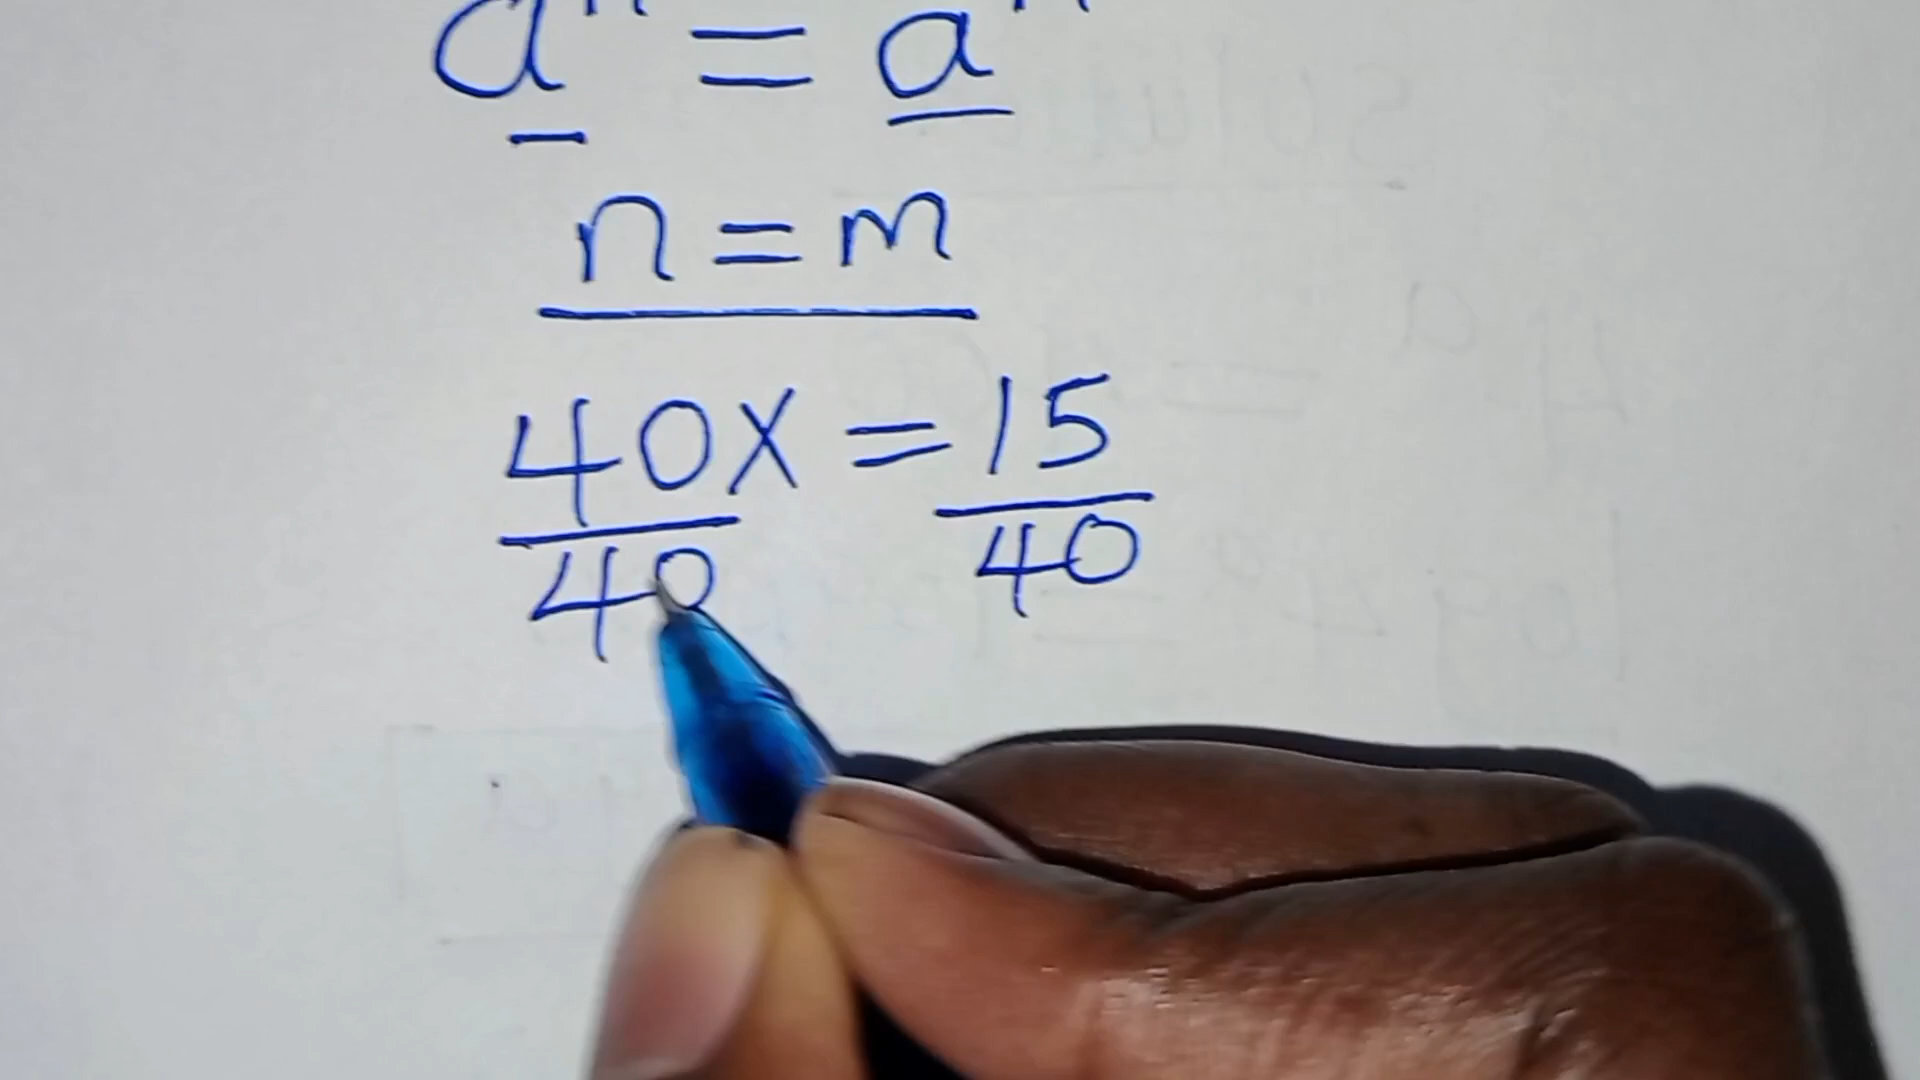 a^n = a
n = m
40x = 15
40 40